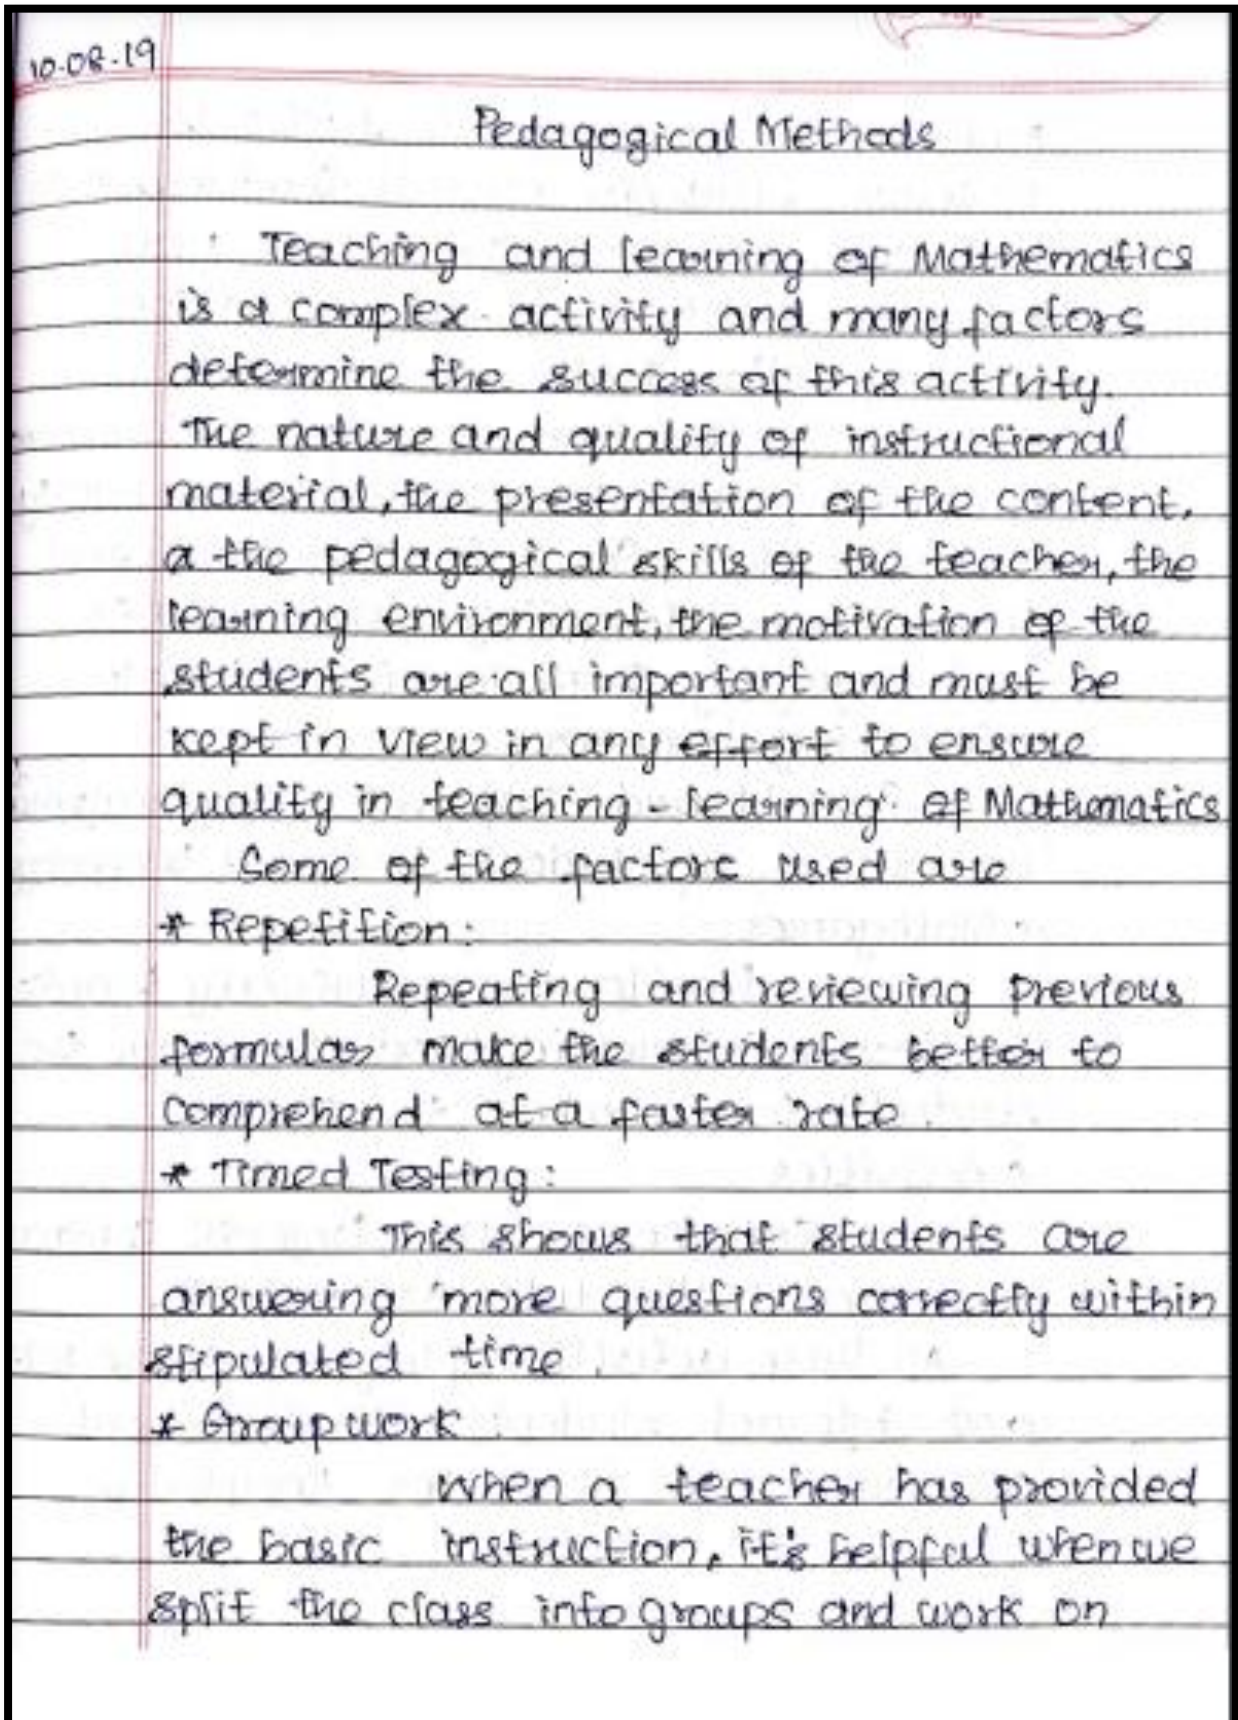 10.08.19
Pedagogical Methods
Teaching and learning of Mathematics
is a complex activity and many factors
determine the success of this activity.
The nature and quality of instructional
material, the presentation of the content,
a the pedagogical skills of the teacher, the
learning environment, the motivation of the
students are all important and must be
kept in view in any effort to ensure
quality in teaching - learning of Mathematics
Some of the factors used are
* Repetition:
Repeating and reviewing previous
formulas make the students better to
comprehend at a faster rate.
* Timed Testing:
This shows that students are
answering more questions correctly within
stipulated time.
* Group work
When a teacher has provided
the basic instruction, it's helpful when we
split the class into groups and work on